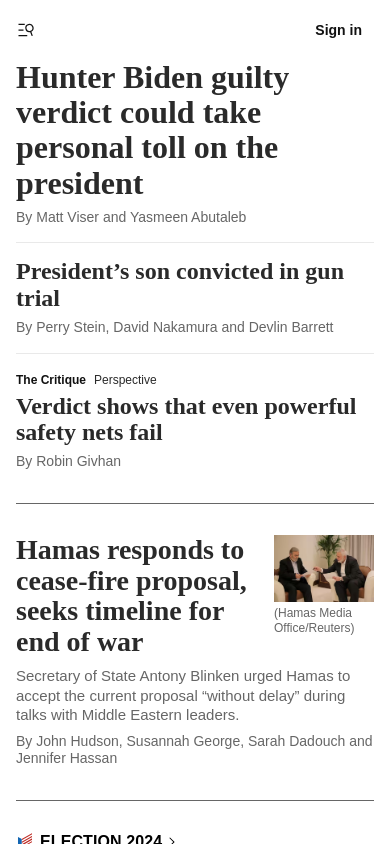 Sign in
Hunter Biden guilty
verdict could take
personal toll on the
president
By Matt Viser and Yasmeen Abutaleb
President’s son convicted in gun
trial
By Perry Stein, David Nakamura and Devlin Barrett
The Critique Perspective
Verdict shows that even powerful
safety nets fail
By Robin Givhan
Hamas responds to
cease-fire proposal,
seeks timeline for
end of war
(Hamas Media
Office/Reuters)
Secretary of State Antony Blinken urged Hamas to
accept the current proposal “without delay” during
talks with Middle Eastern leaders.
By John Hudson, Susannah George, Sarah Dadouch and
Jennifer Hassan
ELECTION 2024